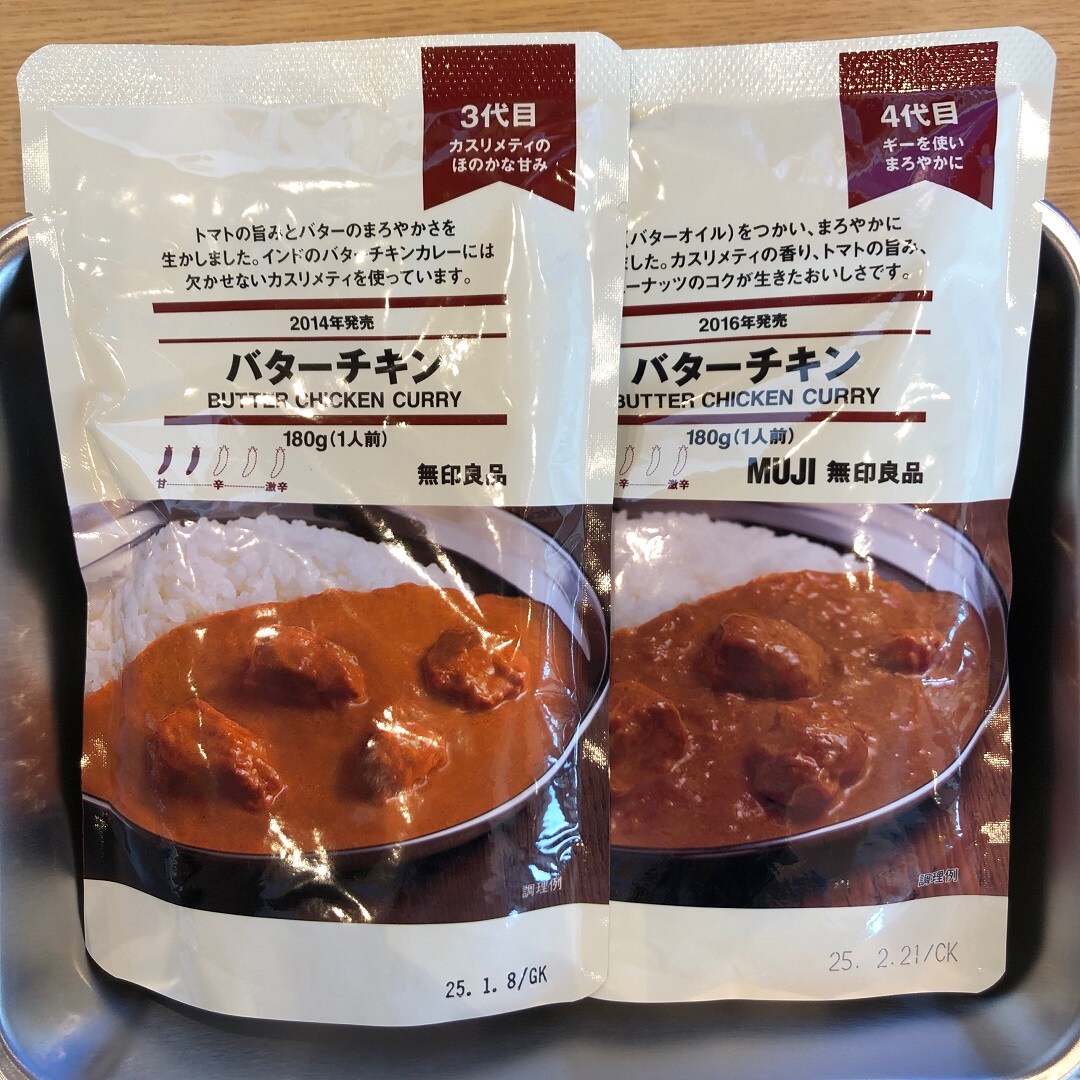 3代目
カスリメティの
ほのかな甘み
トマトの旨みとバターのまろやかさを
生かしました。インドのバターチキンカレーには
欠かせないカスリメティを使っています。
2014年発売
バターチキン
BUTTER CHICKEN CURRY
180g(1人前)
甘 辛 激辛
無印良品
調理例
25. 1. 8/GK
4代目
ギーを使い
まろやかに
(バターオイル)をつかい、まろやかに
ました。カスリメティの香り、トマトの旨み、
ーナッツのコクが生きたおいしさです。
2016年発売
バターチキン
BUTTER CHICKEN CURRY
180g(1人前)
辛 激辛
MUJI 無印良品
調理例
25. 2. 21/CK